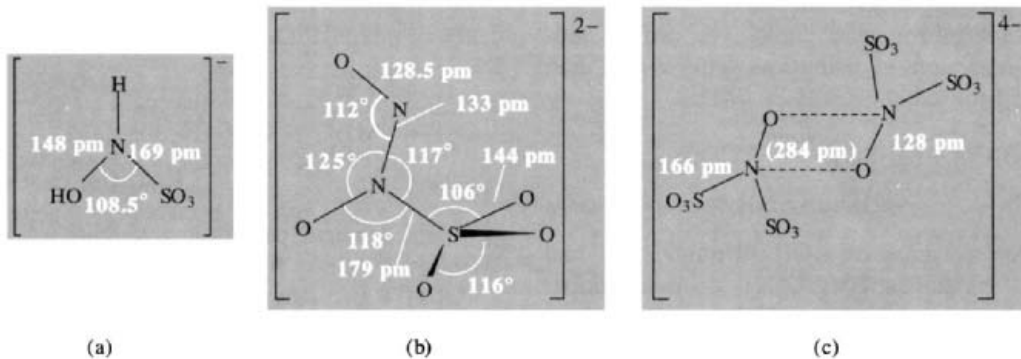 H
148 pm
N
169 pm
HO
108.5°
SO3
−
(a)
2−
O
128.5 pm
112°
N
133 pm
125°
117°
144 pm
N
106°
O
O
S
O
118°
179 pm
O
116°
(b)
4−
SO3
SO3
O
N
166 pm
(284 pm)
128 pm
N
O
O3S
SO3
(c)